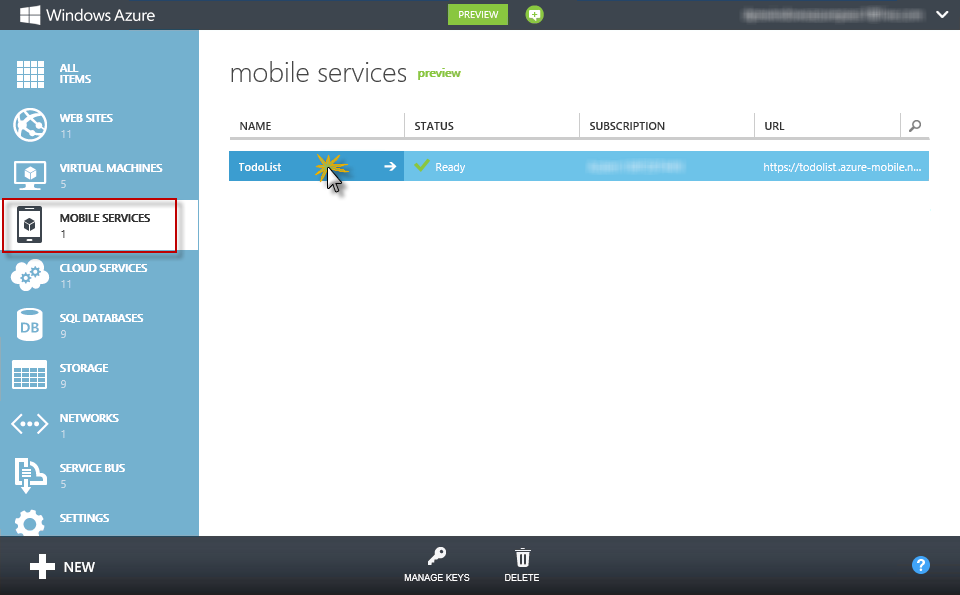 Windows Azure
PREVIEW
ALL
ITEMS
WEB SITES
11
VIRTUAL MACHINES
5
MOBILE SERVICES
1
CLOUD SERVICES
11
SQL DATABASES
DB
9
STORAGE
9
NETWORKS
1
SERVICE BUS
5
SETTINGS
mobile services preview
NAME STATUS SUBSCRIPTION URL
TodoList Ready https://todolist.azure-mobile.n...
NEW
MANAGE KEYS
DELETE
?